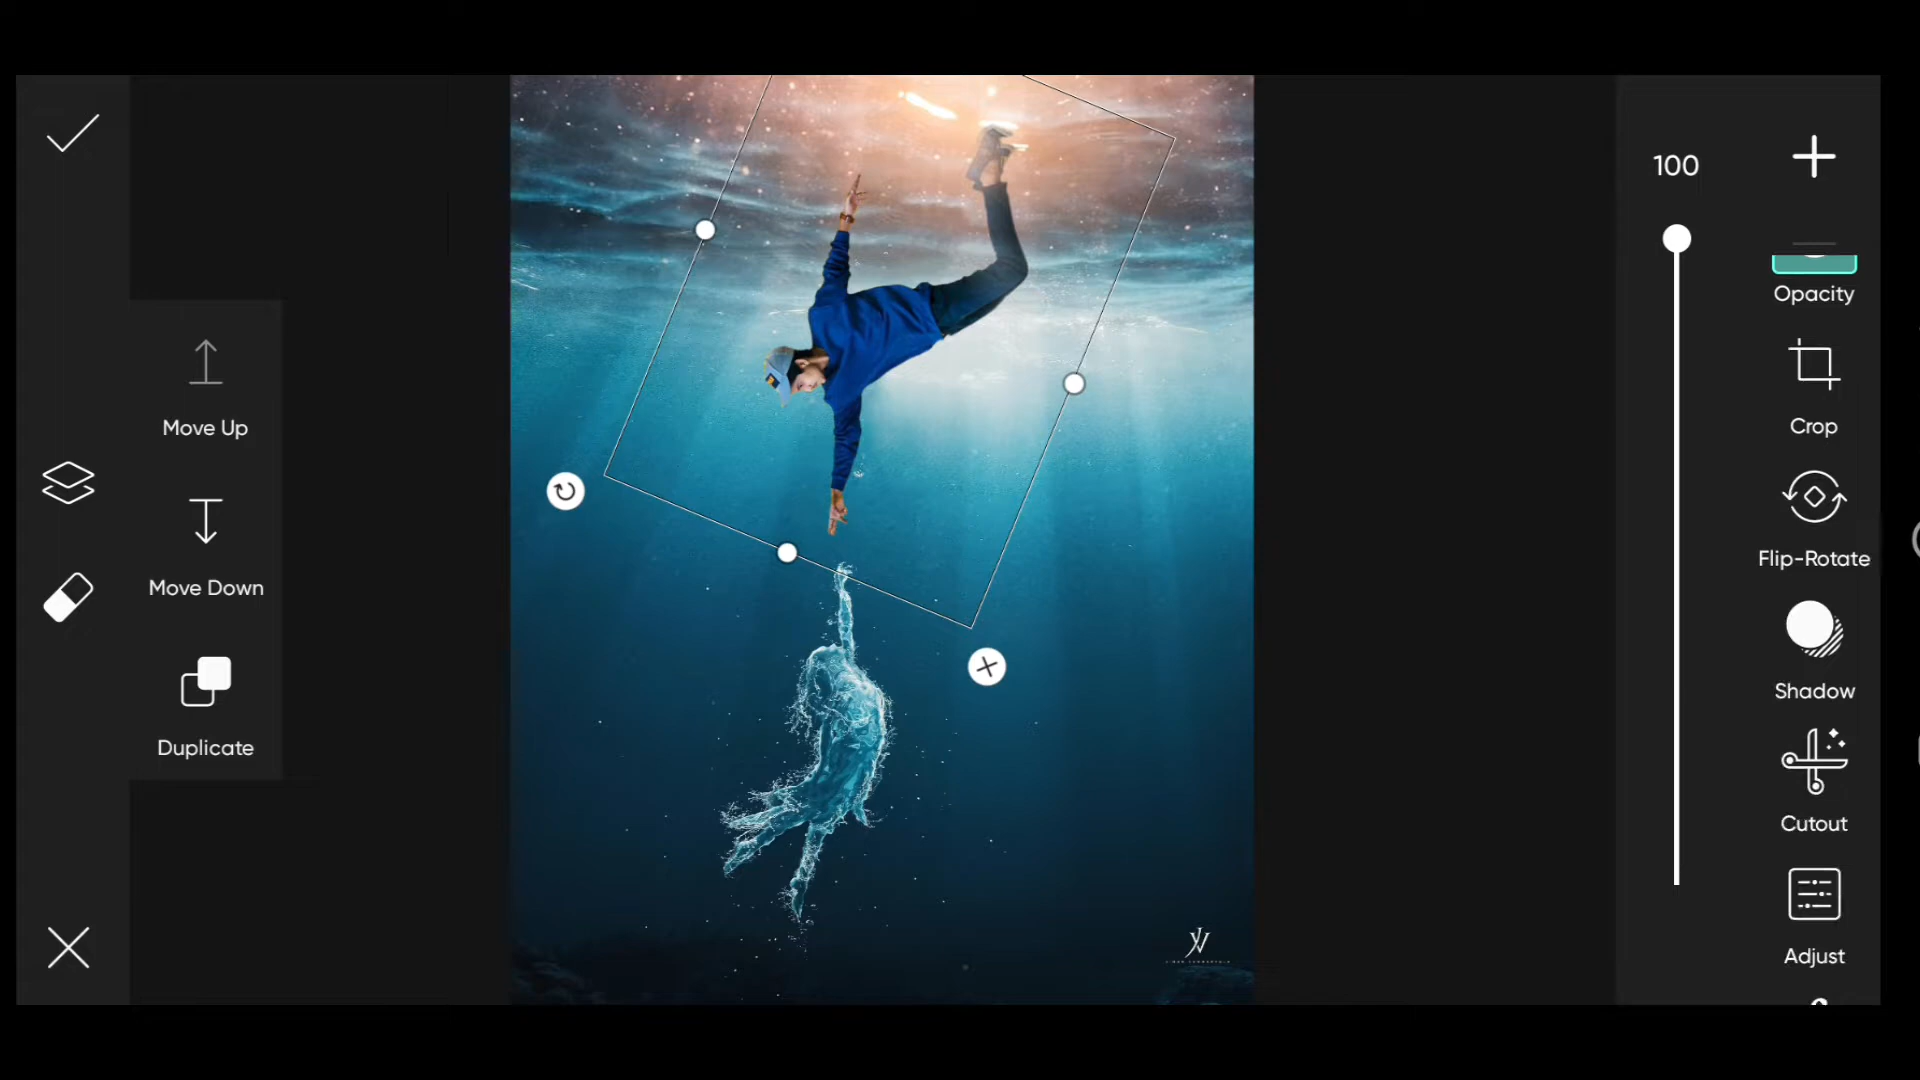 100
Opacity
Move Up
Crop
Move Down
Flip-Rotate
Duplicate
Shadow
Cutout
Adjust